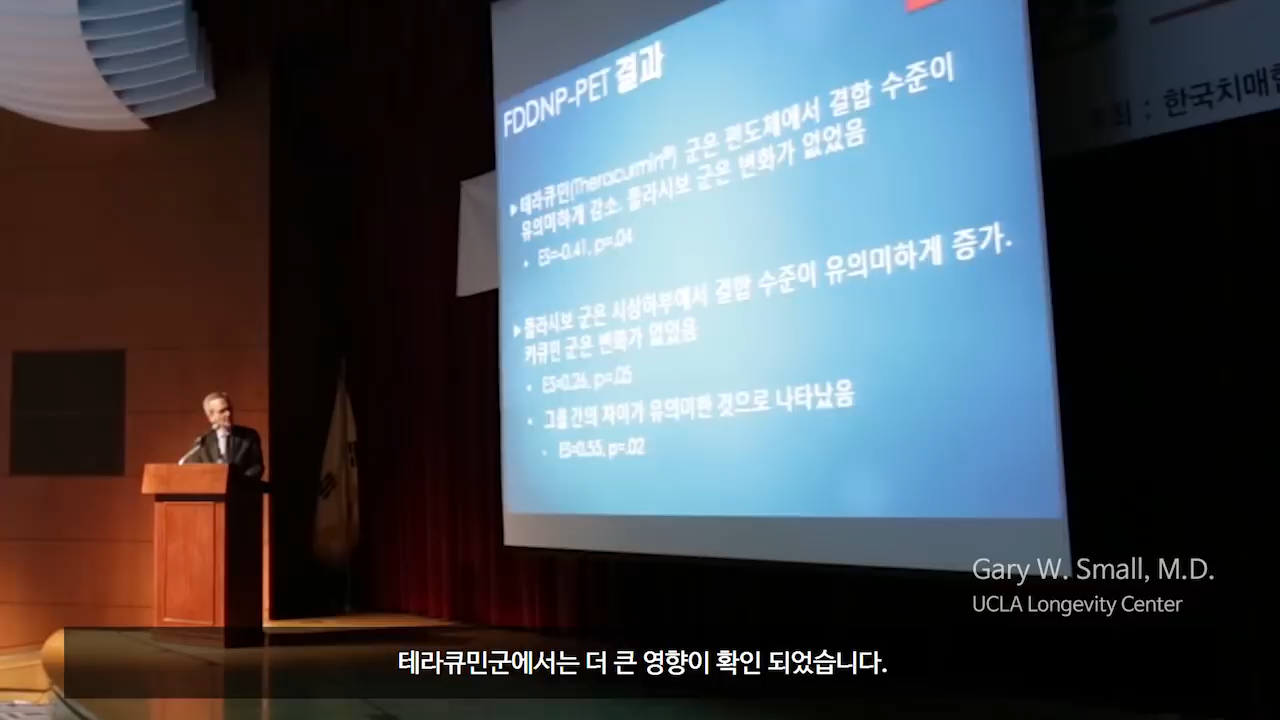 FDDNP-PET 결과
▶테라큐민(Theracurmin®) 군은 편도체에서 결합 수준이
유의미하게 감소. 플라시보 군은 변화가 없었음
• ES=-0.41, p=.04
▶플라시보 군은 시상하부에서 결합 수준이 유의미하게 증가.
커큐민 군은 변화가 없었음
• ES=0.26, p=.05
• 그룹 간의 차이가 유의미한 것으로 나타났음
• ES=0.55, p=.02
: 한국치매
Gary W. Small, M.D.
UCLA Longevity Center
테라큐민군에서는 더 큰 영향이 확인 되었습니다.